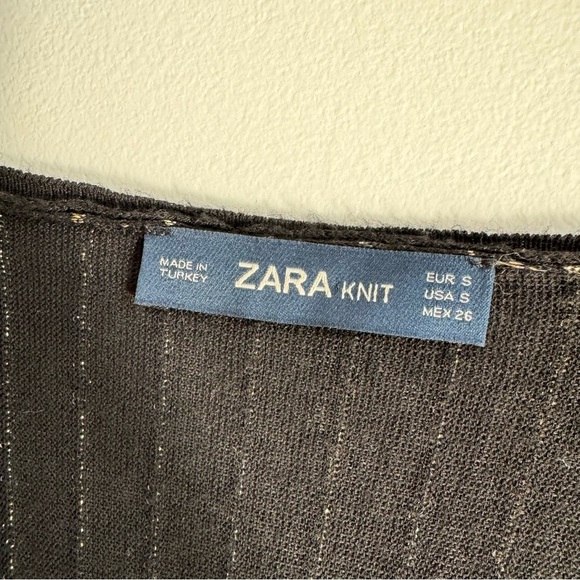 MADE IN
TURKEY
ZARA KNIT
EUR S
USA S
MEX 26